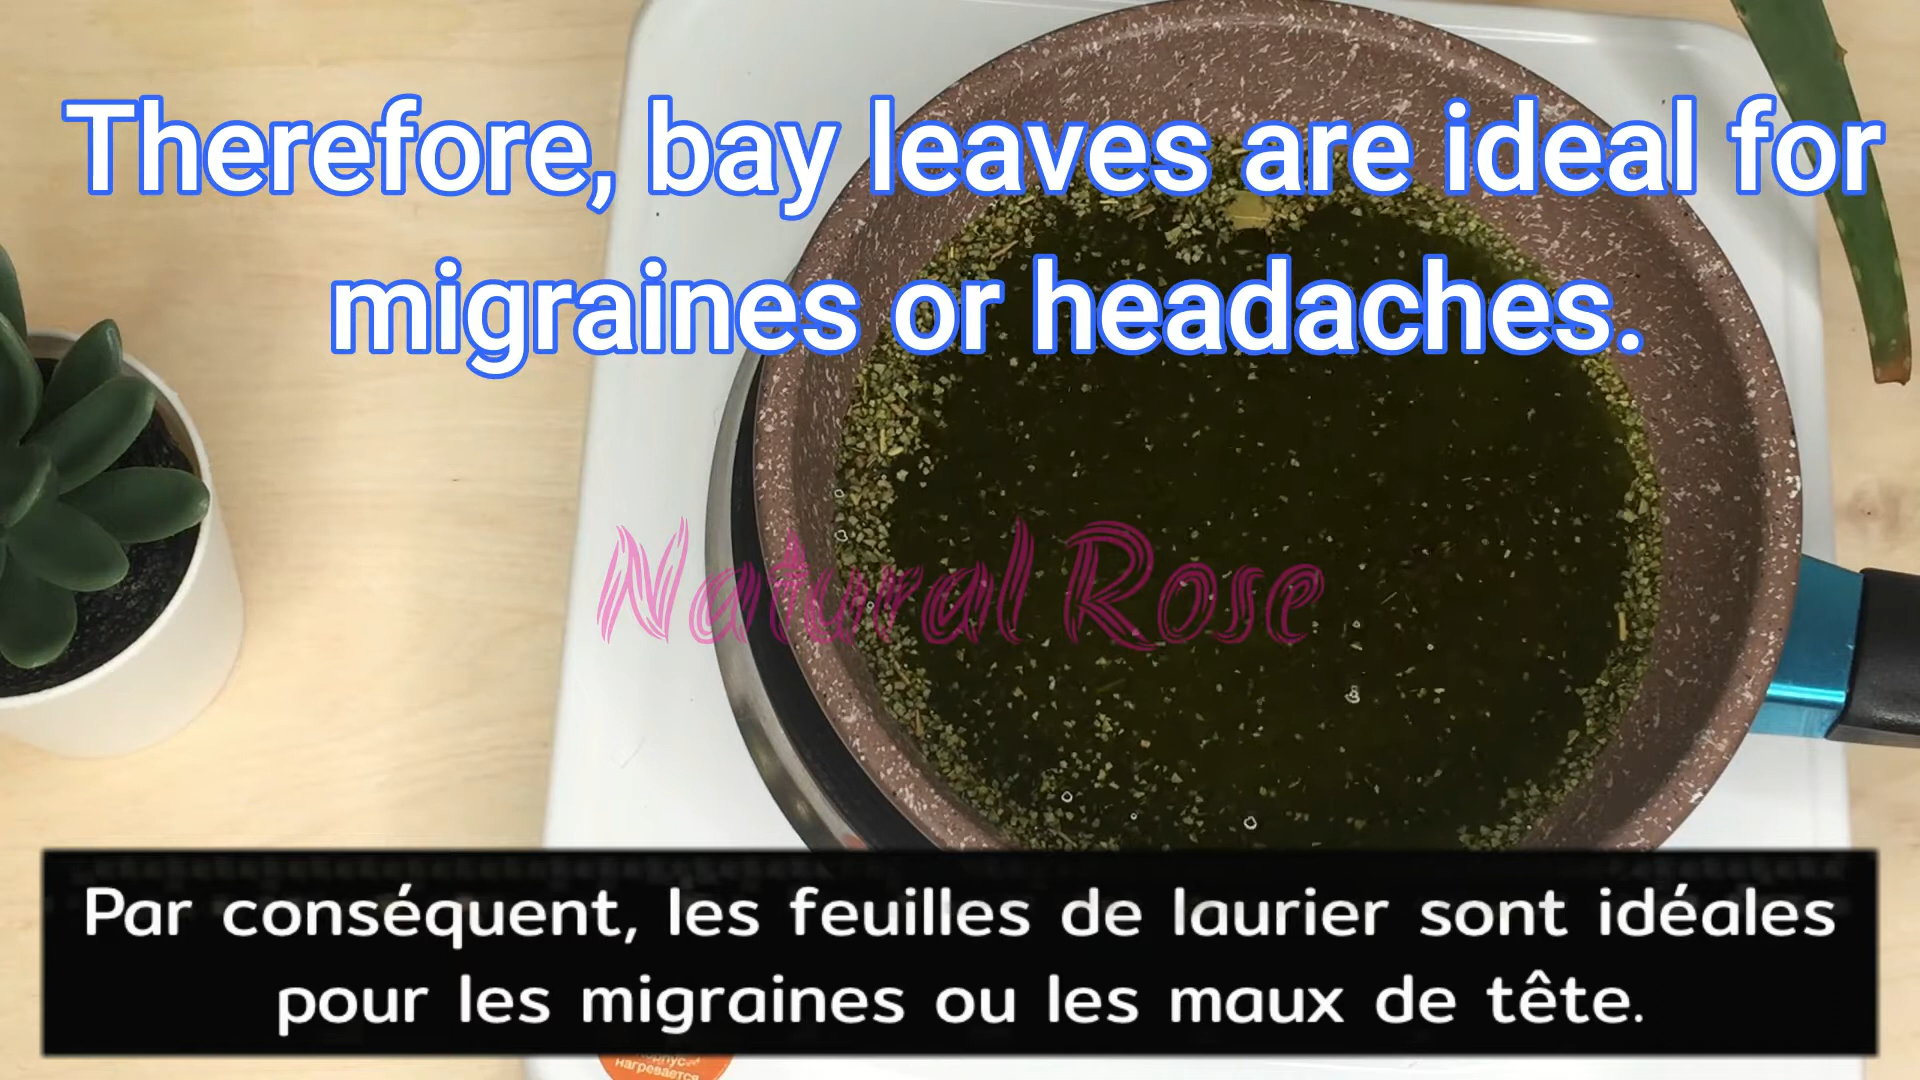 Therefore, bay leaves are ideal for
migraines or headaches.
Natural Rose
Par conséquent, les feuilles de laurier sont idéales
pour les migraines ou les maux de tête.
нагревается